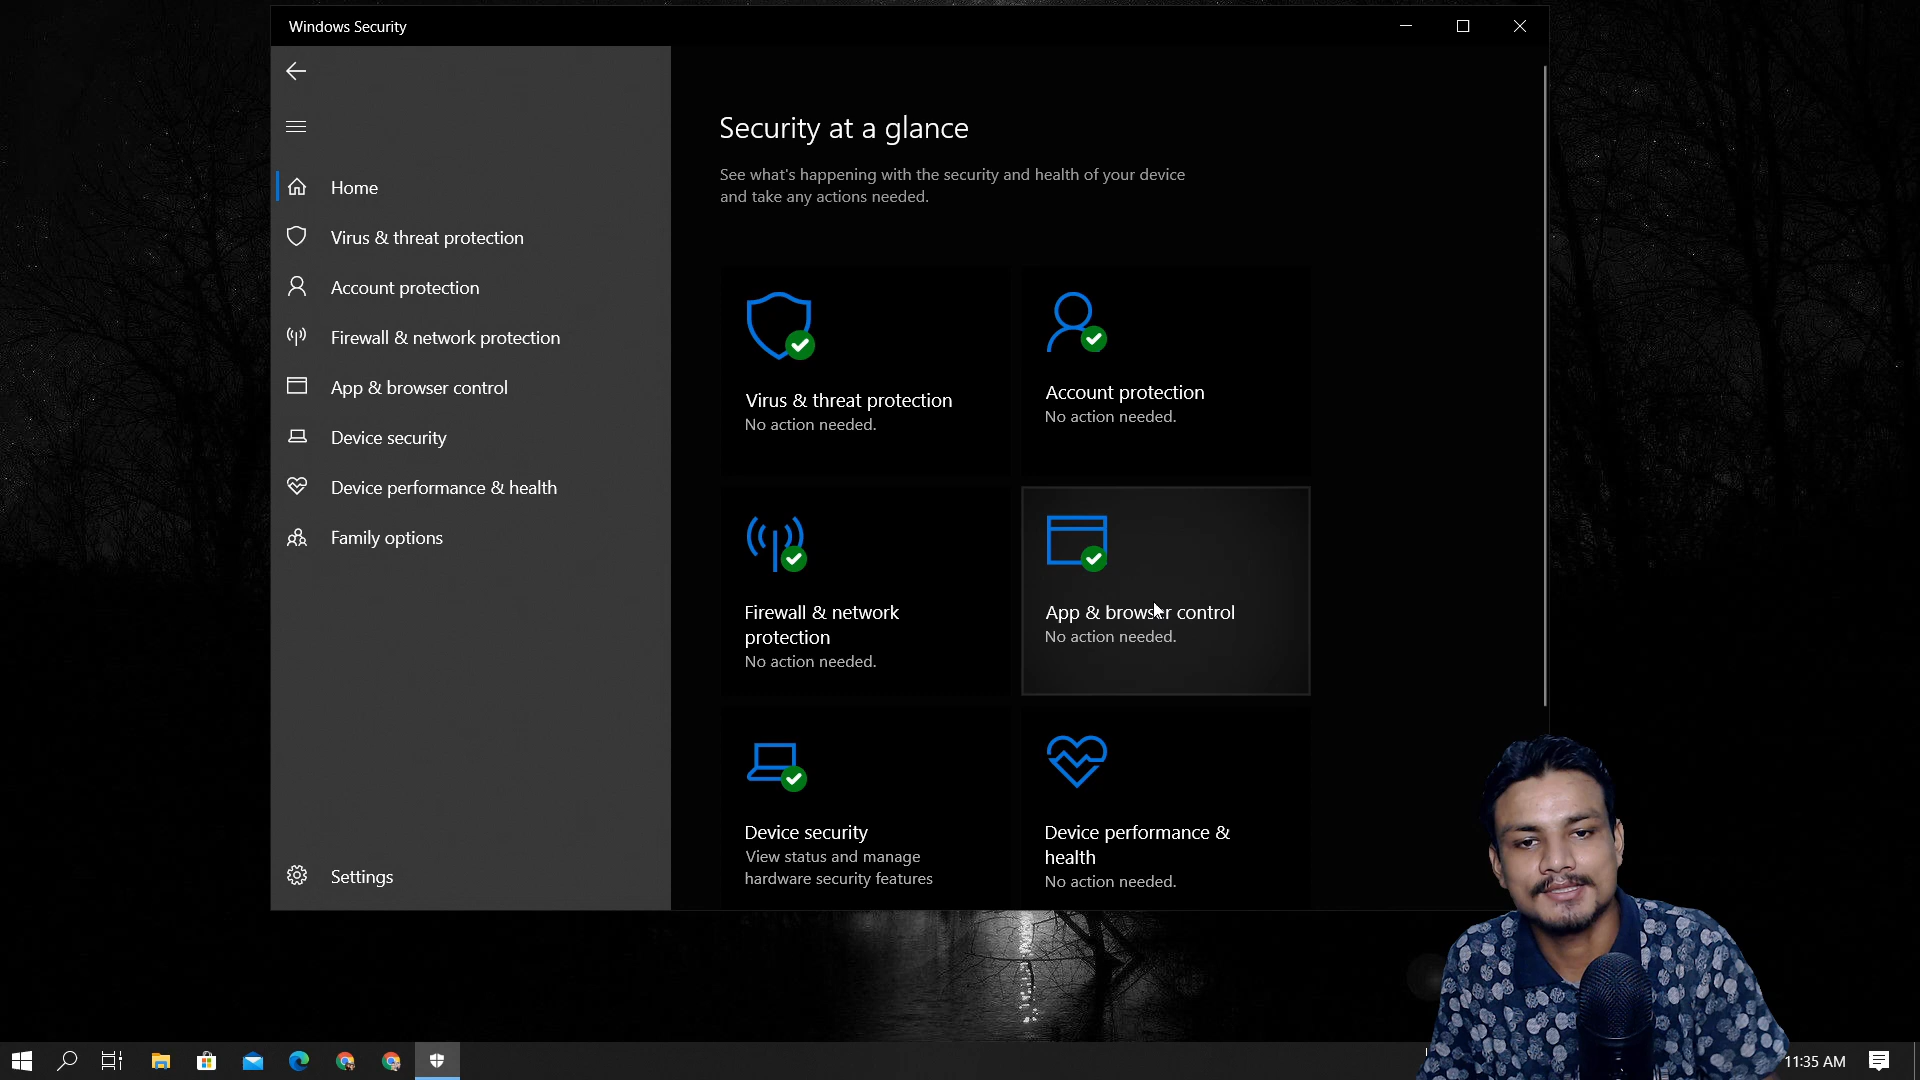 Windows Security
Home
Virus & threat protection
Account protection
Firewall & network protection
App & browser control
Device security
Device performance & health
Family options
Settings
Security at a glance
See what's happening with the security and health of your device
and take any actions needed.
Virus & threat protection
No action needed.
Account protection
No action needed.
Firewall & network
protection
No action needed.
App & browser control
No action needed.
Device security
View status and manage
hardware security features
Device performance &
health
No action needed.
11:35 AM